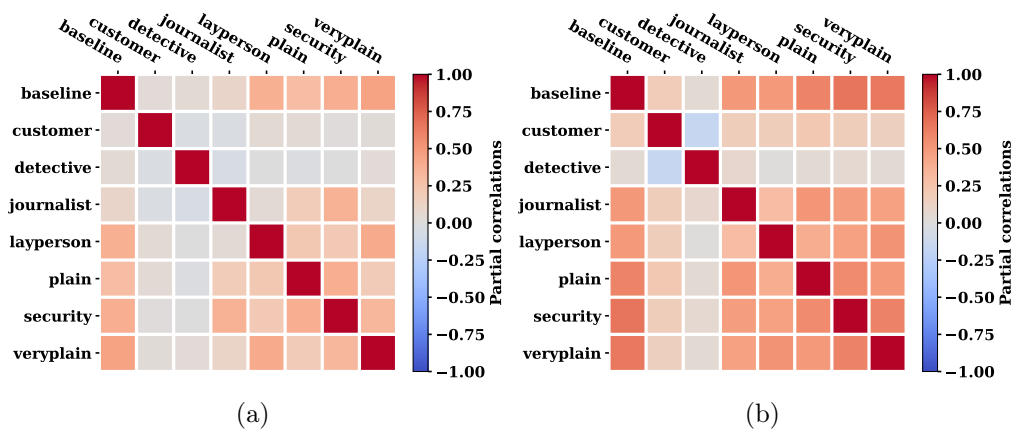 baseline
customer
detective
journalist
layperson
plain
security
veryplain
baseline
customer
detective
journalist
layperson
plain
security
veryplain
1.00
0.75
0.50
0.25
0.00
−0.25
−0.50
−0.75
−1.00
Partial correlations
(a)
baseline
customer
detective
journalist
layperson
plain
security
veryplain
baseline
customer
detective
journalist
layperson
plain
security
veryplain
1.00
0.75
0.50
0.25
0.00
−0.25
−0.50
−0.75
−1.00
Partial correlations
(b)